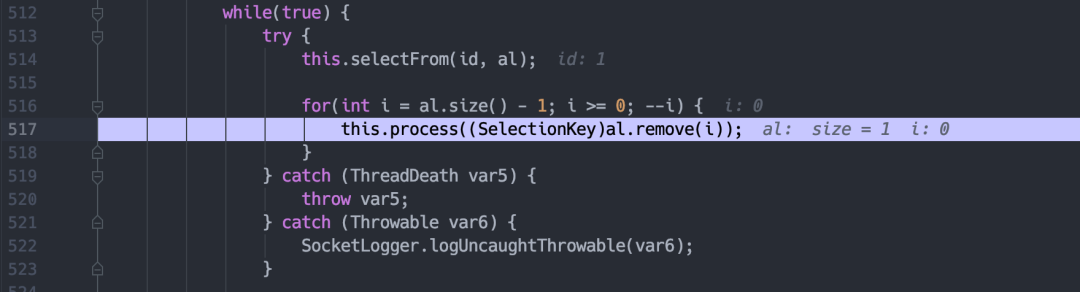 512 while(true) {
513 try {
514 this.selectFrom(id, al); id: 1
515
516 for(int i = al.size() - 1; i >= 0; --i) { i: 0
517 this.process((SelectionKey)al.remove(i)); al: size = 1 i: 0
518 }
519 } catch (ThreadDeath var5) {
520 throw var5;
521 } catch (Throwable var6) {
522 SocketLogger.logUncaughtThrowable(var6);
523 }
524